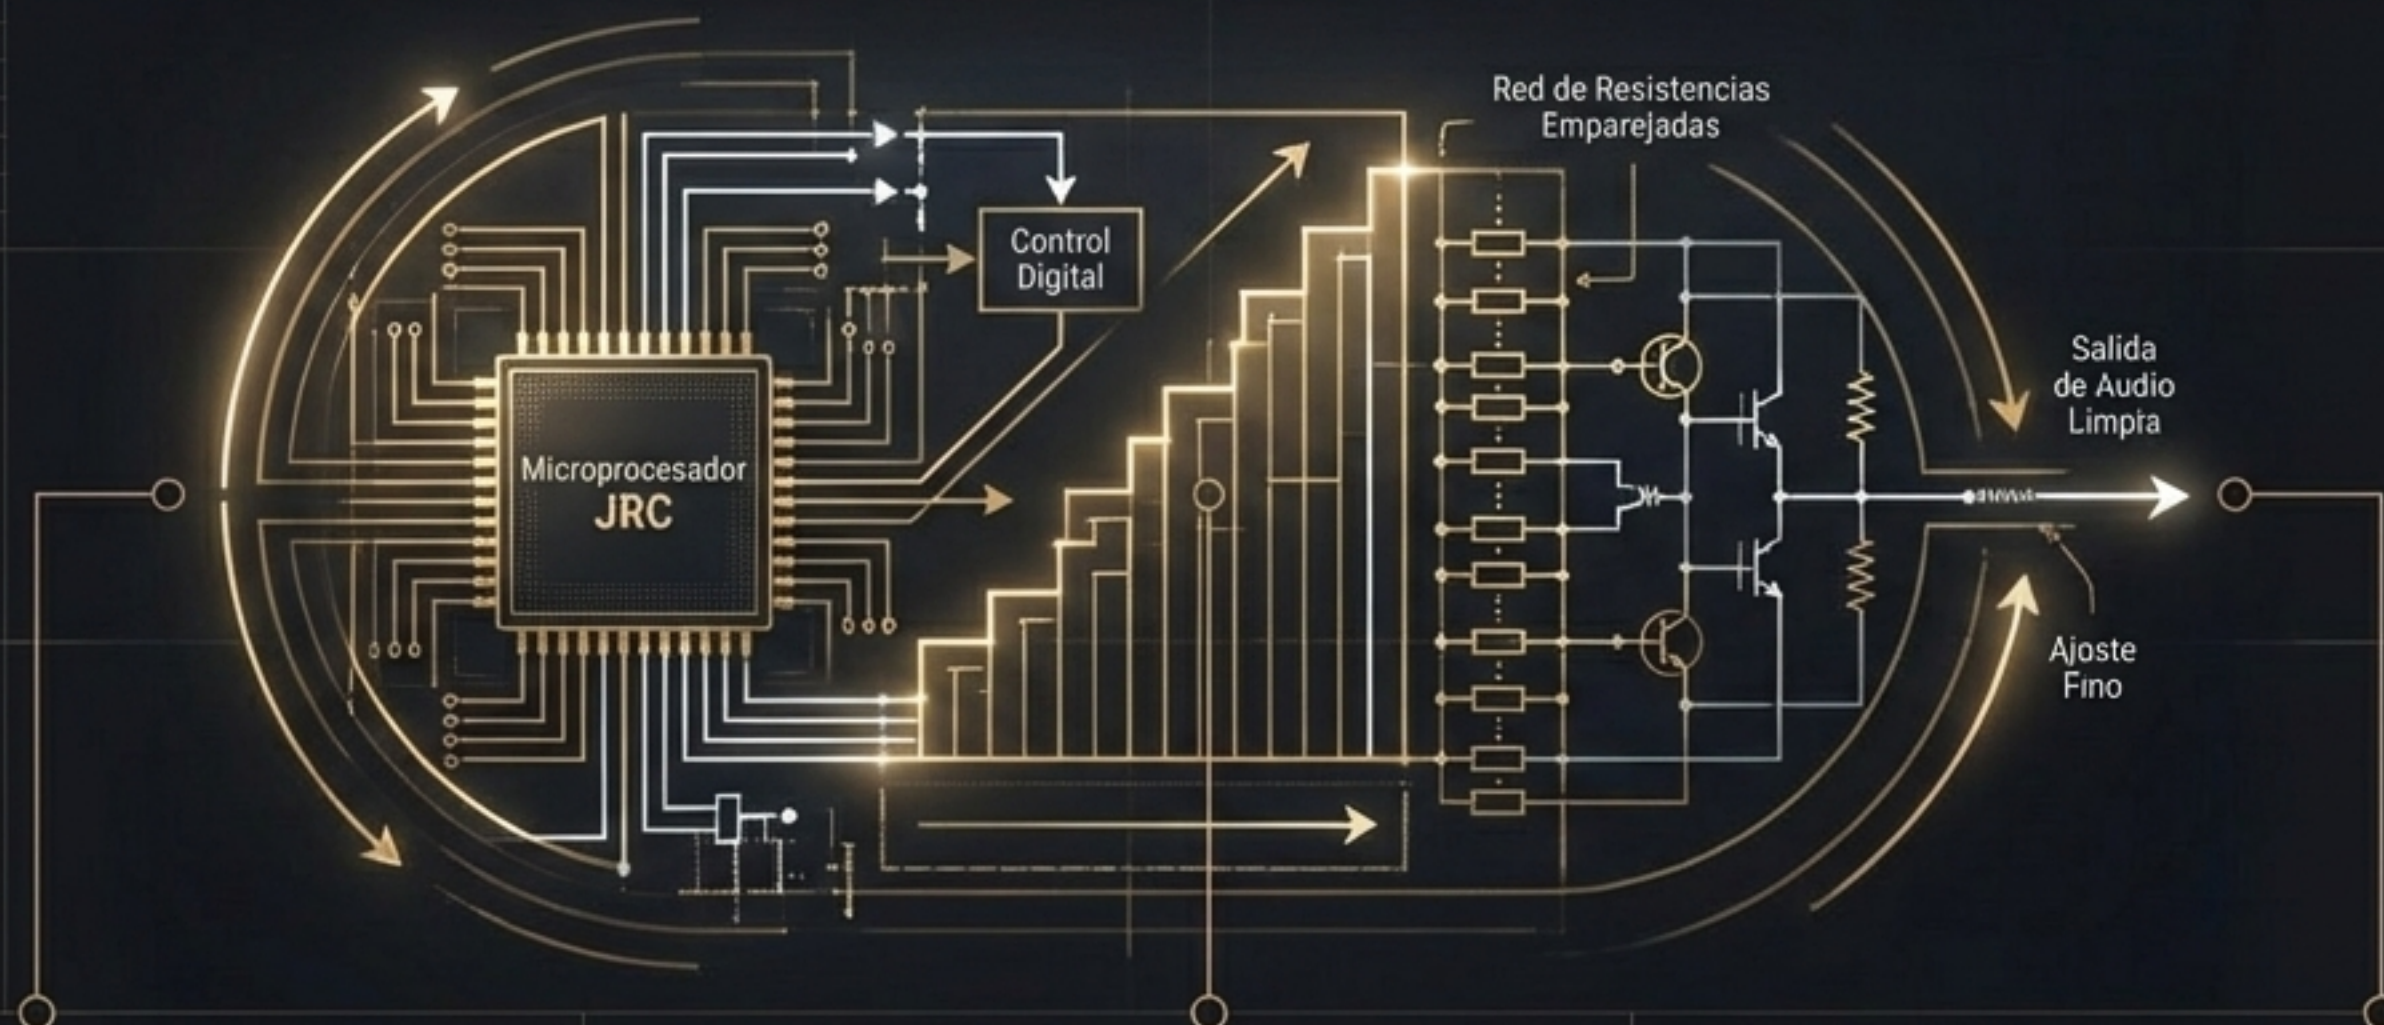 Red de Resistencias
Emparejadas
Control
Digital
Salida
de Audio
Limpia
Microprocesador
JRC
Ajoste
Fino